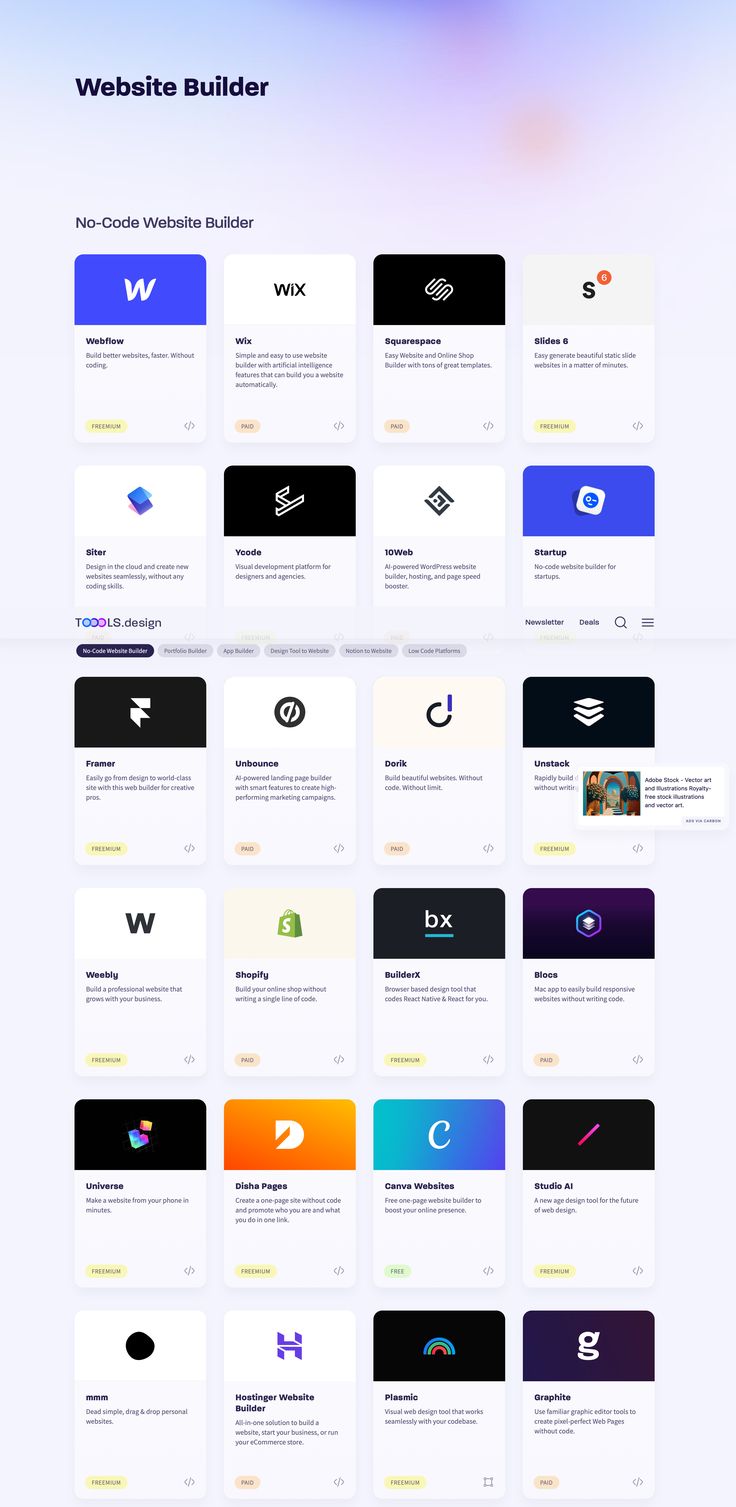 Website Builder
No-Code Website Builder
W
WiX
S
6
Webflow
Build better websites, faster. Without
coding.
FREEMIUM
Wix
Simple and easy to use website
builder with artificial intelligence
features that can build you a website
automatically.
PAID
Squarespace
Easy Website and Online Shop
Builder with tons of great templates.
PAID
Slides 6
Easy generate beautiful static slide
websites in a matter of minutes.
FREEMIUM
Siter
Design in the cloud and create new
websites seamlessly, without any
coding skills.
PAID
Ycode
Visual development platform for
designers and agencies.
FREEMIUM
10Web
AI-powered WordPress website
builder, hosting, and page speed
booster.
PAID
Startup
No-code website builder for
startups.
FREEMIUM
TOOOLS.design
Newsletter
Deals
No-Code Website Builder
Portfolio Builder
App Builder
Design Tool to Website
Notion to Website
Low Code Platforms
Framer
Easily go from design to world-class
site with this web builder for creative
pros.
FREEMIUM
Unbounce
AI-powered landing page builder
with smart features to create high-
performing marketing campaigns.
PAID
Dorik
Build beautiful websites. Without
code. Without limit.
PAID
Unstack
Rapidly build
without
FREEMIUM
Adobe Stock - Vector art
and Illustrations Royalty-
free stock illustrations
and vector art.
ADS VIA CARBON
W
S
bx
Weebly
Build a professional website that
grows with your business.
FREEMIUM
Shopify
Build your online shop without
writing a single line of code.
PAID
BuilderX
Browser based design tool that
codes React Native & React for you.
FREEMIUM
Blocs
Mac app to easily build responsive
websites without writing code.
PAID
C
Universe
Make a website from your phone in
minutes.
FREEMIUM
Disha Pages
Create a one-page site without code
and promote who you are and what
you do in one link.
FREEMIUM
Canva Websites
Free one-page website builder to
boost your online presence.
FREE
Studio AI
A new age design tool for the future
of web design.
FREEMIUM
g
mmm
Dead simple, drag & drop personal
websites.
FREEMIUM
Hostinger Website
Builder
All-in-one solution to build a
website, start your business, or run
your eCommerce store.
PAID
Plasmic
Visual web design tool that works
seamlessly with your codebase.
FREEMIUM
Graphite
Use familiar graphic editor tools to
create pixel-perfect Web Pages
without code.
PAID